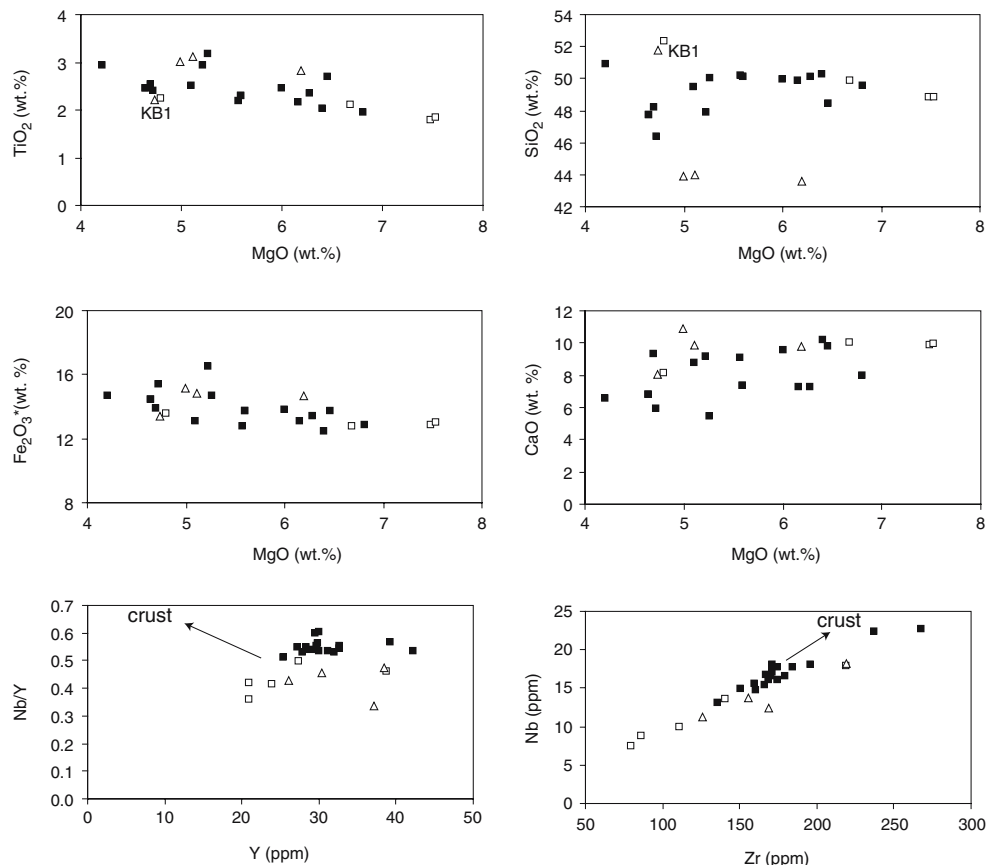 4
3
2
1
0
TiO₂ (wt.%)
KB1
4 5 6 7 8
MgO (wt.%)
54
52
50
48
46
44
42
SiO₂ (wt.%)
KB1
4 5 6 7 8
MgO (wt.%)
20
16
12
8
Fe₂O₃*(wt. %)
4 5 6 7 8
MgO (wt.%)
12
10
8
6
4
2
0
CaO (wt. %)
4 5 6 7 8
MgO (wt.%)
0.7
0.6
0.5
0.4
0.3
0.2
0.1
0.0
Nb/Y
crust
0 10 20 30 40 50
Y (ppm)
25
20
15
10
5
0
Nb (ppm)
crust
50 100 150 200 250 300
Zr (ppm)